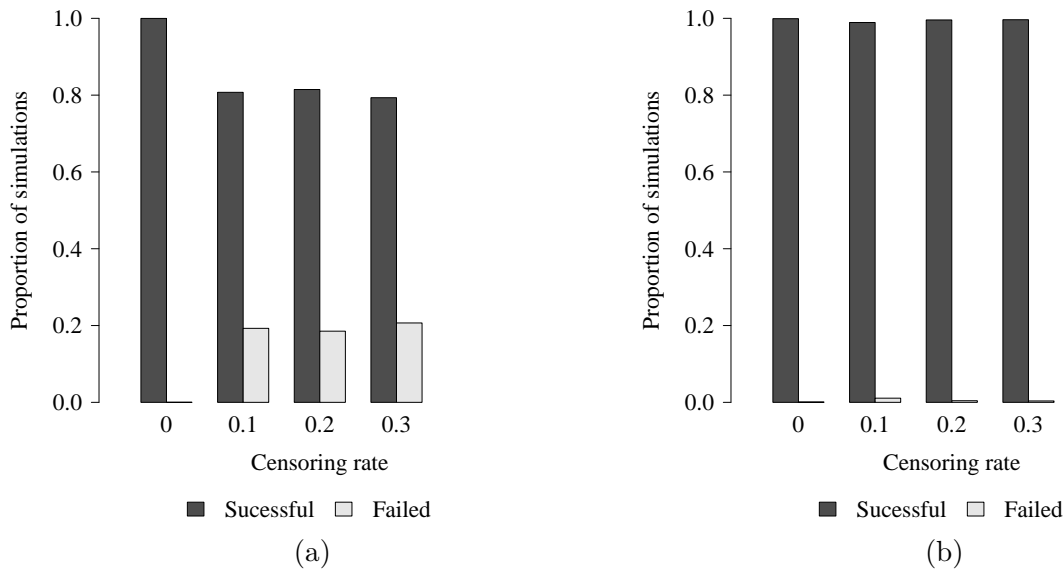 Proportion of simulations
1.0
0.8
0.6
0.4
0.2
0.0
0 0.1 0.2 0.3
Censoring rate
Sucessful Failed
(a)
Proportion of simulations
1.0
0.8
0.6
0.4
0.2
0.0
0 0.1 0.2 0.3
Censoring rate
Sucessful Failed
(b)